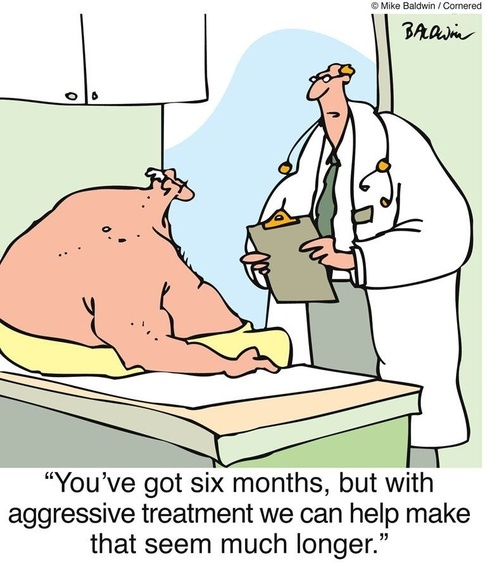 © Mike Baldwin / Cornered
BALDWIN
“You’ve got six months, but with
aggressive treatment we can help make
that seem much longer.”